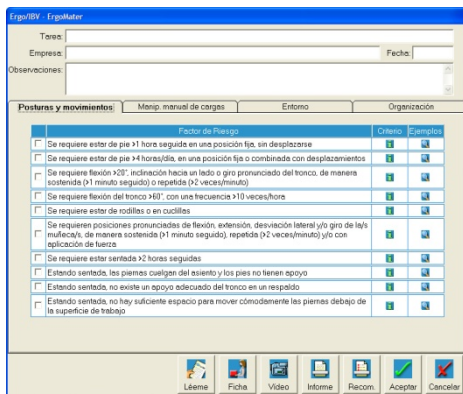 Ergo/IBV - ErgoMater
Tarea:
Empresa:
Fecha:
Observaciones:
Posturas y movimientos
Manip. manual de cargas
Entorno
Organización
Factor de Riesgo
Criterio
Ejemplos
Se requiere estar de pie >1 hora seguida en una posición fija, sin desplazarse
Se requiere estar de pie >4 horas/día, en una posición fija o combinada con desplazamientos
Se requiere flexión >20°, inclinación hacia un lado o giro pronunciado del tronco, de manera
sostenida (>1 minuto seguido) o repetida (>2 veces/minuto)
Se requiere flexión del tronco >60°, con una frecuencia >10 veces/hora
Se requiere estar de rodillas o en cuclillas
Se requieren posiciones pronunciadas de flexión, extensión, desviación lateral y/o giro de la/s
muñeca/s, de manera sostenida (>1 minuto seguido), repetida (>2 veces/minuto) y/o con
aplicación de fuerza
Se requiere estar sentada >2 horas seguidas
Estando sentada, las piernas cuelgan del asiento y los pies no tienen apoyo
Estando sentada, no existe un apoyo adecuado del tronco en un respaldo
Estando sentada, no hay suficiente espacio para mover cómodamente las piernas debajo de
la superficie de trabajo
Léeme
Ficha
Vídeo
Informe
Recom.
Aceptar
Cancelar